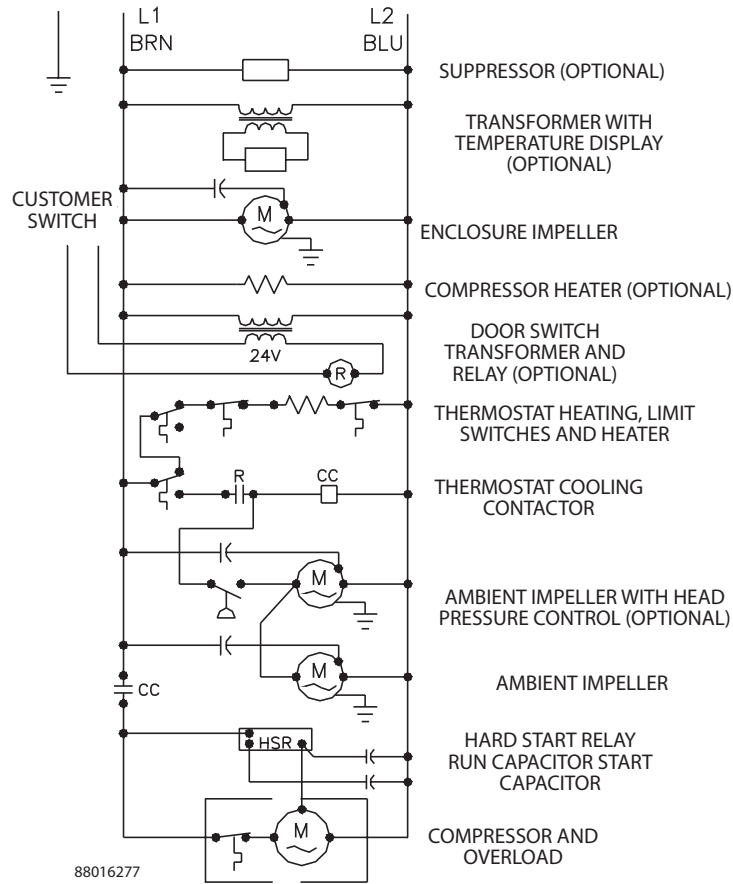 L1
BRN
L2
BLU
SUPPRESSOR (OPTIONAL)
TRANSFORMER WITH
TEMPERATURE DISPLAY
(OPTIONAL)
CUSTOMER
SWITCH
M
ENCLOSURE IMPELLER
COMPRESSOR HEATER (OPTIONAL)
24V
R
DOOR SWITCH
TRANSFORMER AND
RELAY (OPTIONAL)
THERMOSTAT HEATING, LIMIT
SWITCHES AND HEATER
R
CC
THERMOSTAT COOLING
CONTACTOR
M
AMBIENT IMPELLER WITH HEAD
PRESSURE CONTROL (OPTIONAL)
M
AMBIENT IMPELLER
CC
HSR
HARD START RELAY
RUN CAPACITOR START
CAPACITOR
M
COMPRESSOR AND
OVERLOAD
88016277